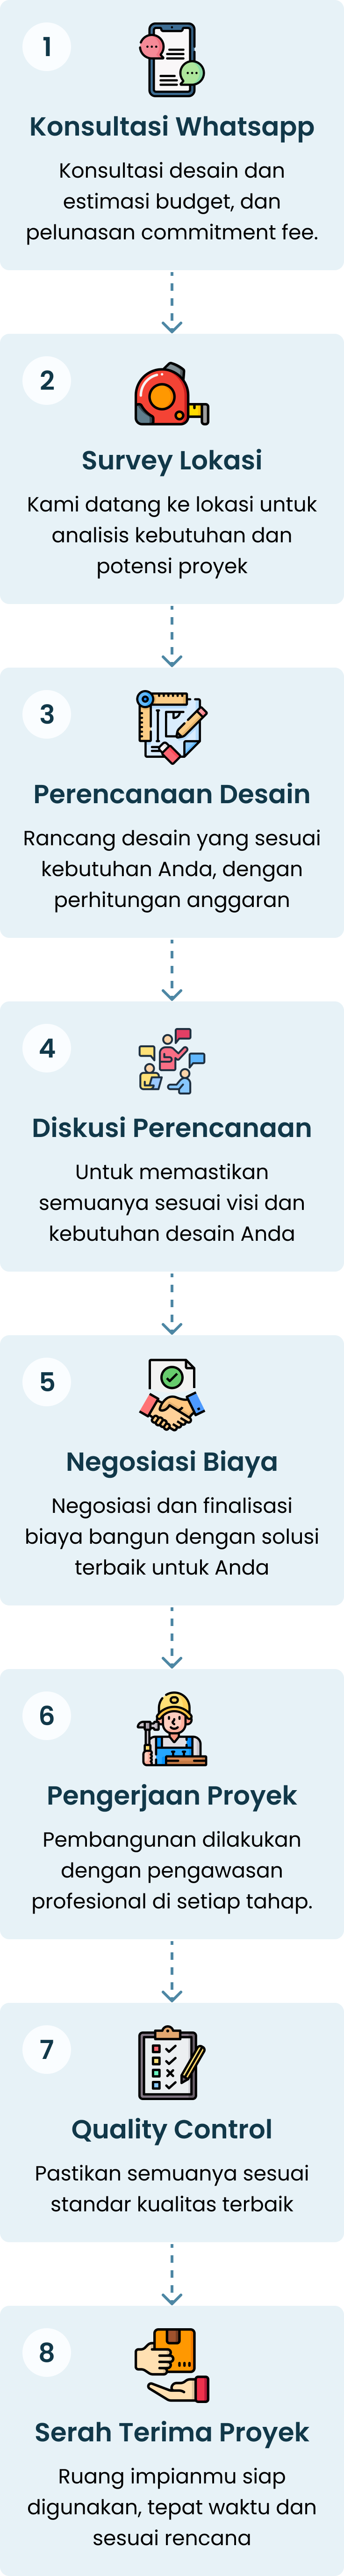 1
Konsultasi Whatsapp
Konsultasi desain dan
estimasi budget, dan
pelunasan commitment fee.
2
Survey Lokasi
Kami datang ke lokasi untuk
analisis kebutuhan dan
potensi proyek
3
Perencanaan Desain
Rancang desain yang sesuai
kebutuhan Anda, dengan
perhitungan anggaran
4
Diskusi Perencanaan
Untuk memastikan
semuanya sesuai visi dan
kebutuhan desain Anda
5
Negosiasi Biaya
Negosiasi dan finalisasi
biaya bangun dengan solusi
terbaik untuk Anda
6
Pengerjaan Proyek
Pembangunan dilakukan
dengan pengawasan
profesional di setiap tahap.
7
Quality Control
Pastikan semuanya sesuai
standar kualitas terbaik
8
Serah Terima Proyek
Ruang impianmu siap
digunakan, tepat waktu dan
sesuai rencana